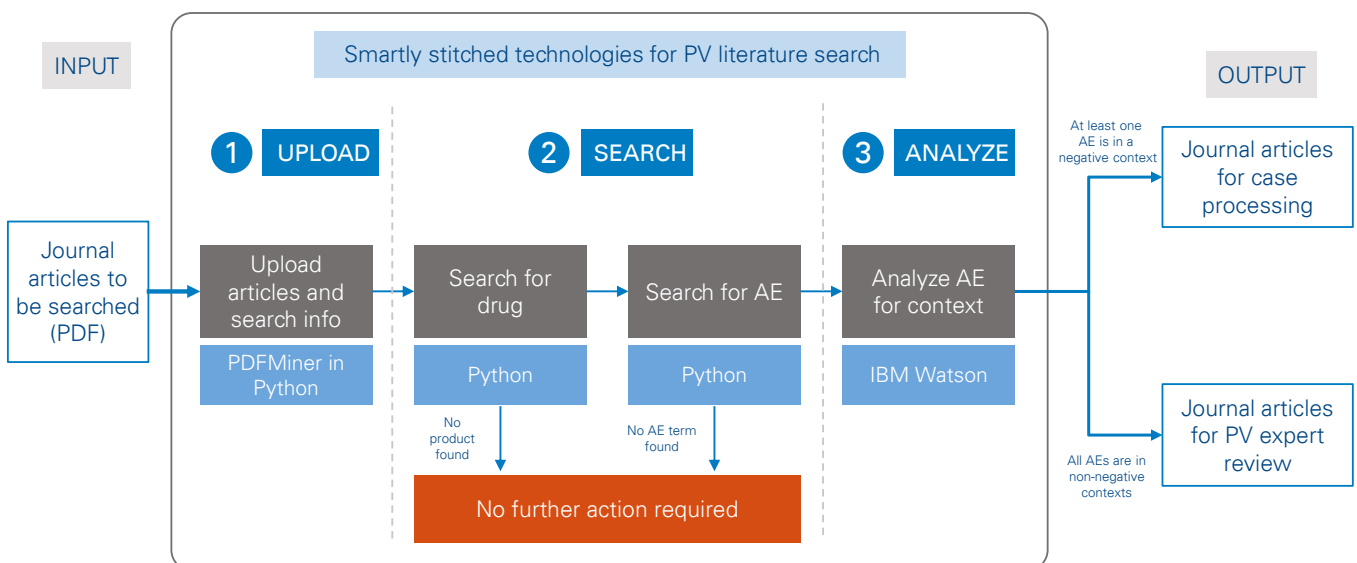 INPUT
Smartly stitched technologies for PV literature search
OUTPUT
1 UPLOAD
2 SEARCH
3 ANALYZE
Journal
articles to
be searched
(PDF)
Upload
articles and
search info
PDFMiner in
Python
Search for
drug
Python
Search for AE
Python
Analyze AE
for context
IBM Watson
No
product
found
No AE term
found
No further action required
At least one
AE is in a
negative context
Journal articles
for case
processing
Journal articles
for PV expert
review
All AEs are in
non-negative
contexts